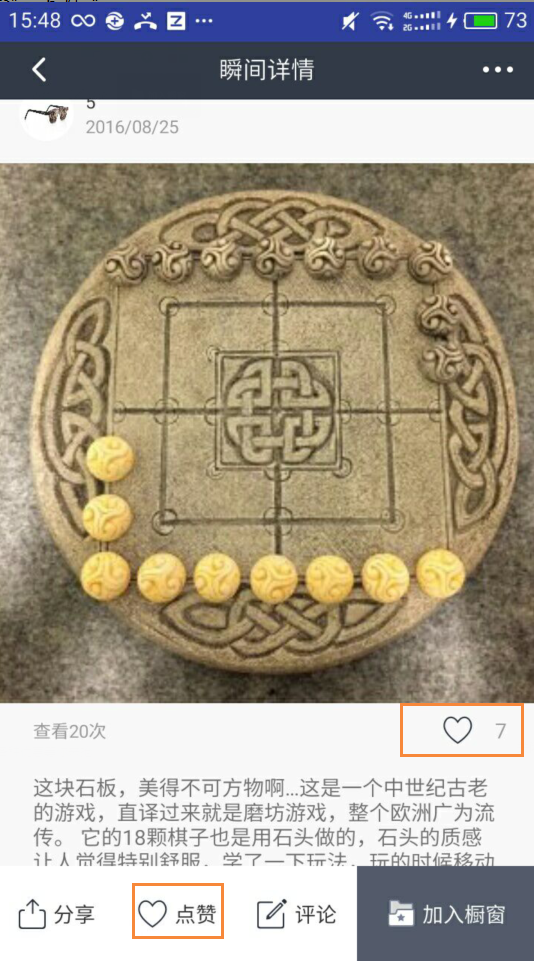 15:48 4G 2G 73
瞬间详情
5
2016/08/25
查看20次 7
这块石板，美得不可方物啊...这是一个中世纪古老
的游戏，直译过来就是磨坊游戏，整个欧洲广为流
传。 它的18颗棋子也是用石头做的，石头的质感
让人觉得特别舒服，学了一下玩法，玩的时候移动
分享 点赞 评论 加入橱窗